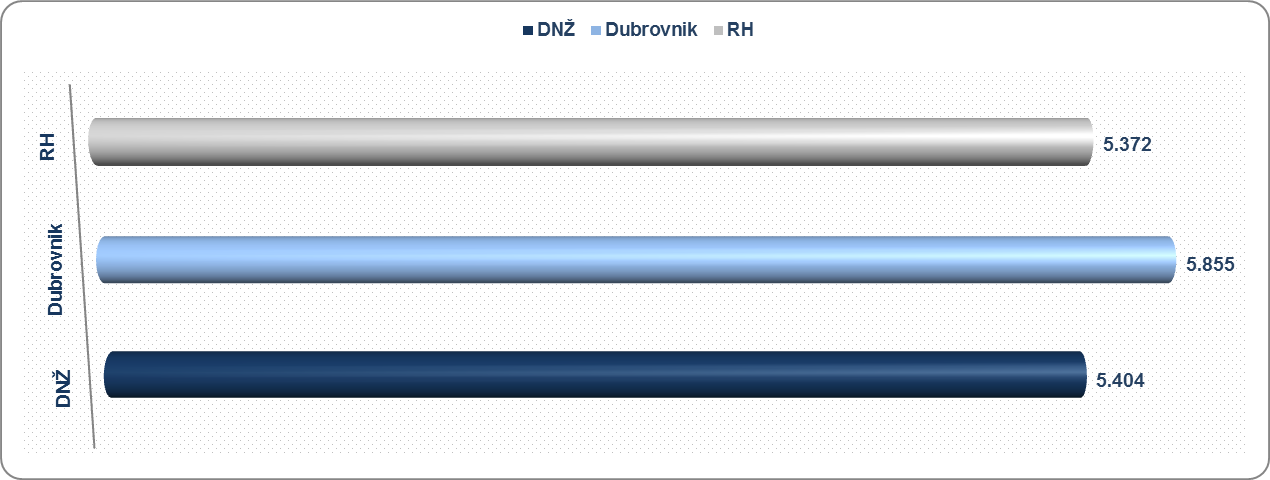 DNŽ Dubrovnik RH
RH
5.372
Dubrovnik
5.855
DNŽ
5.404